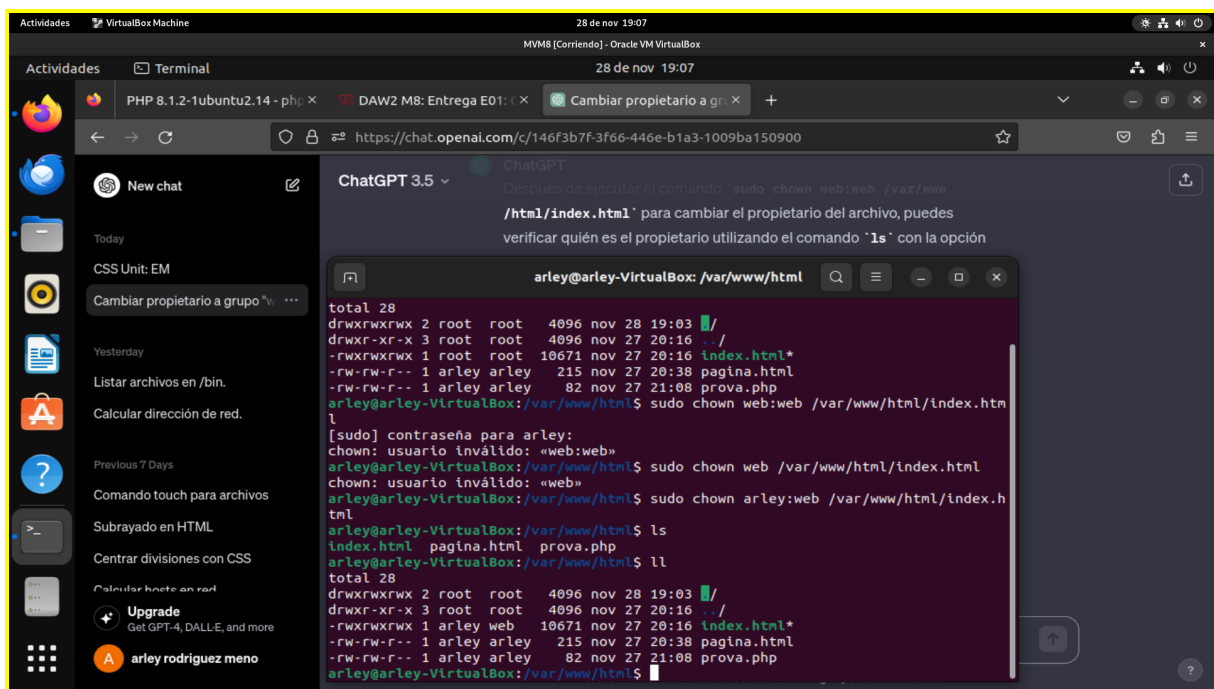 Actividades VirtualBox Machine 28 de nov 19:07
MVM8 [Corriendo] - Oracle VM VirtualBox
Actividades Terminal 28 de nov 19:07
PHP 8.1.2-1ubuntu2.14 - php DAW2 M8: Entrega E01: Cambiar propietario a gr
https://chat.openai.com/c/146f3b7f-3f66-446e-b1a3-1009ba150900
New chat
Today
CSS Unit: EM
Cambiar propietario a grupo "w ...
Yesterday
Listar archivos en /bin.
Calcular dirección de red.
Previous 7 Days
Comando touch para archivos
Subrayado en HTML
Centrar divisiones con CSS
Calcular hosts en red
Upgrade
Get GPT-4, DALL·E, and more
A arley rodriguez meno
ChatGPT 3.5
ChatGPT
Después de ejecutar el comando `sudo chown web:web /var/www
/html/index.html` para cambiar el propietario del archivo, puedes
verificar quién es el propietario utilizando el comando `ls` con la opción
arley@arley-VirtualBox: /var/www/html
total 28
drwxrwxrwx 2 root root 4096 nov 28 19:03 ./
drwxr-xr-x 3 root root 4096 nov 27 20:16 ../
-rwxrwxrwx 1 root root 10671 nov 27 20:16 index.html*
-rw-rw-r-- 1 arley arley 215 nov 27 20:38 pagina.html
-rw-rw-r-- 1 arley arley 82 nov 27 21:08 prova.php
arley@arley-VirtualBox:/var/www/html$ sudo chown web:web /var/www/html/index.htm
l
[sudo] contraseña para arley:
chown: usuario inválido: «web:web»
arley@arley-VirtualBox:/var/www/html$ sudo chown web /var/www/html/index.html
chown: usuario inválido: «web»
arley@arley-VirtualBox:/var/www/html$ sudo chown arley:web /var/www/html/index.h
tml
arley@arley-VirtualBox:/var/www/html$ ls
index.html pagina.html prova.php
arley@arley-VirtualBox:/var/www/html$ ll
total 28
drwxrwxrwx 2 root root 4096 nov 28 19:03 ./
drwxr-xr-x 3 root root 4096 nov 27 20:16 ../
-rwxrwxrwx 1 arley web 10671 nov 27 20:16 index.html*
-rw-rw-r-- 1 arley arley 215 nov 27 20:38 pagina.html
-rw-rw-r-- 1 arley arley 82 nov 27 21:08 prova.php
arley@arley-VirtualBox:/var/www/html$